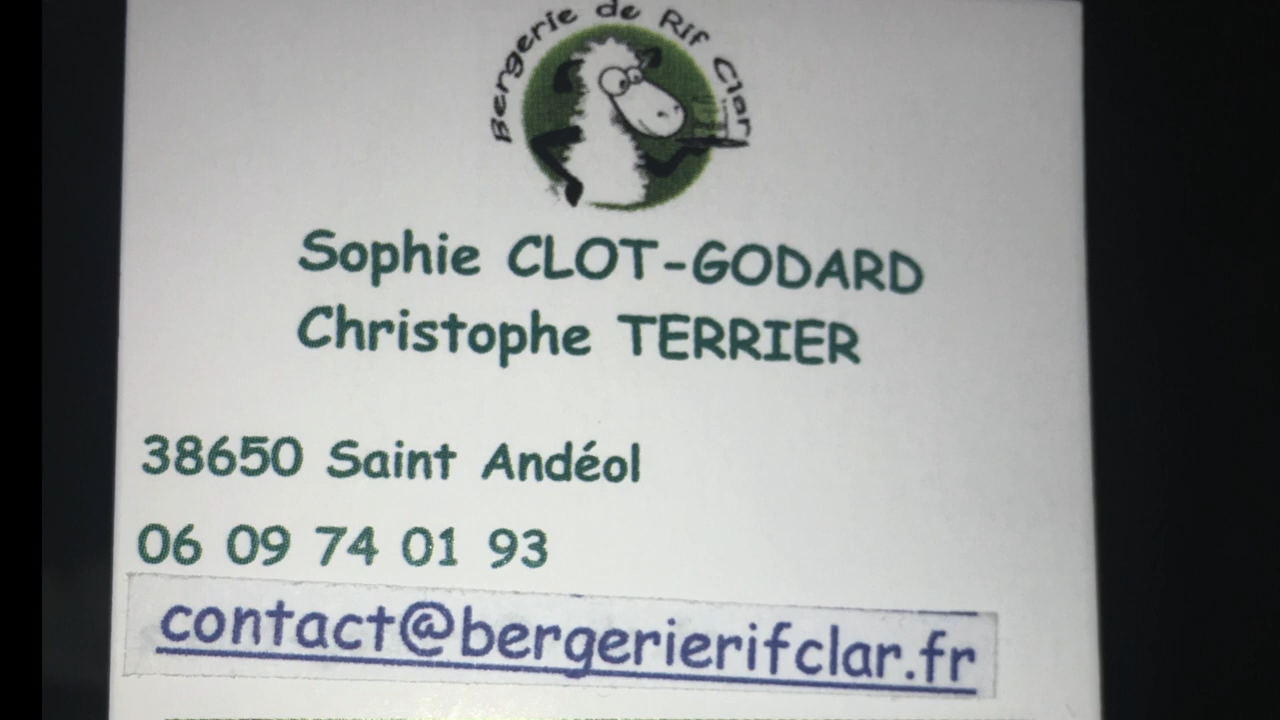 Bergerie de Rif Clar
Sophie CLOT-GODARD
Christophe TERRIER
38650 Saint Andéol
06 09 74 01 93
contact@bergerierifclar.fr